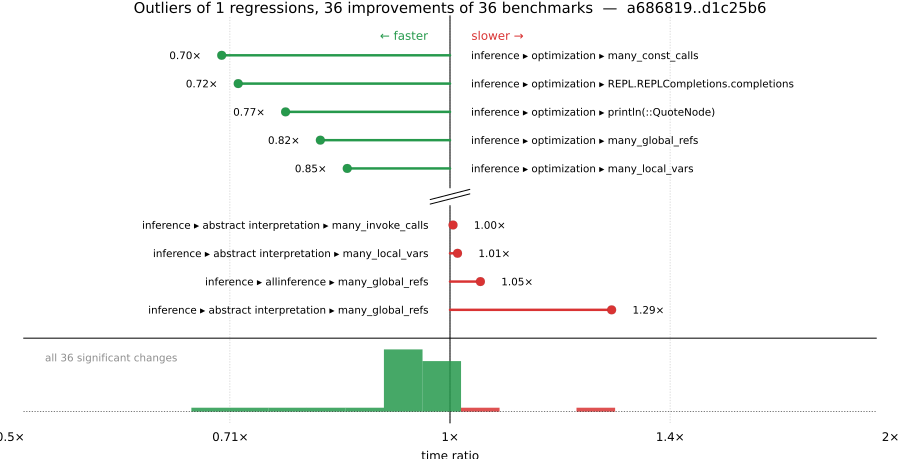 Outliers of 1 regressions, 36 improvements of 36 benchmarks — a686819..d1c25b6
← faster slower →
0.70× inference ▸ optimization ▸ many_const_calls
0.72× inference ▸ optimization ▸ REPL.REPLCompletions.completions
0.77× inference ▸ optimization ▸ println(::QuoteNode)
0.82× inference ▸ optimization ▸ many_global_refs
0.85× inference ▸ optimization ▸ many_local_vars
inference ▸ abstract interpretation ▸ many_invoke_calls 1.00×
inference ▸ abstract interpretation ▸ many_local_vars 1.01×
inference ▸ allinference ▸ many_global_refs 1.05×
inference ▸ abstract interpretation ▸ many_global_refs 1.29×
all 36 significant changes
0.5× 0.71× 1× 1.4× 2×
time ratio